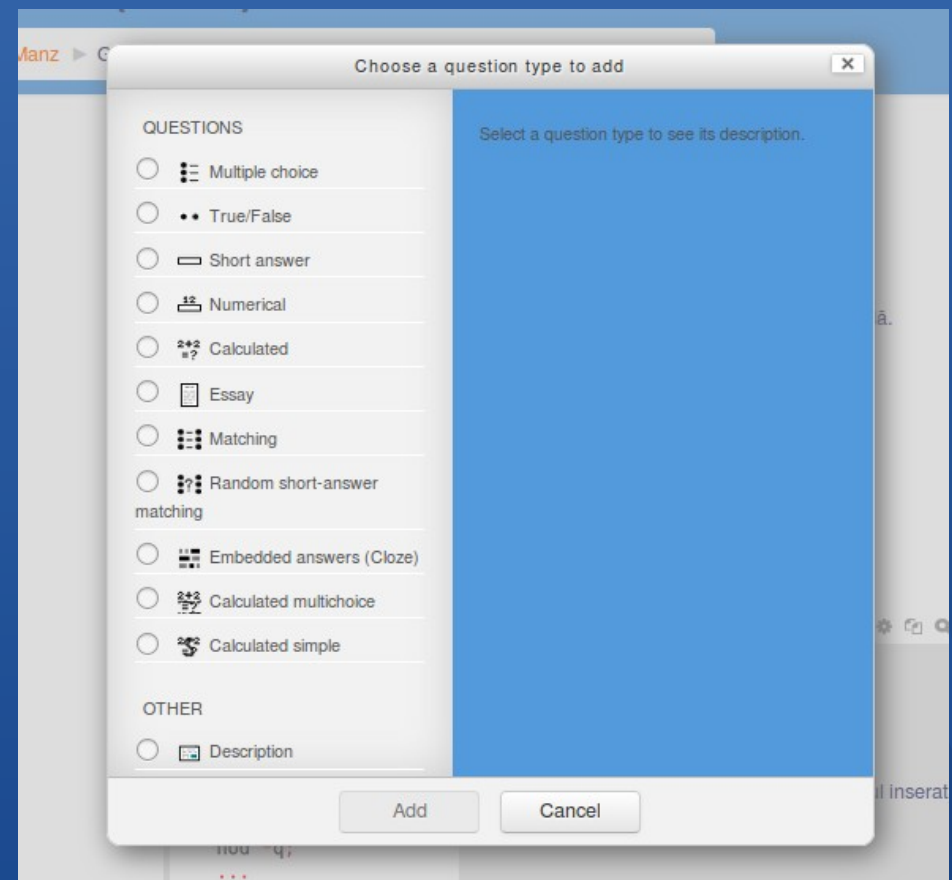 Manz ► G
Choose a question type to add
QUESTIONS
Select a question type to see its description.
Multiple choice
True/False
Short answer
Numerical
Calculated
Essay
Matching
Random short-answer
matching
Embedded answers (Cloze)
Calculated multichoice
Calculated simple
OTHER
Description
Add
Cancel
ă.
ul inserat
nod *q;
...